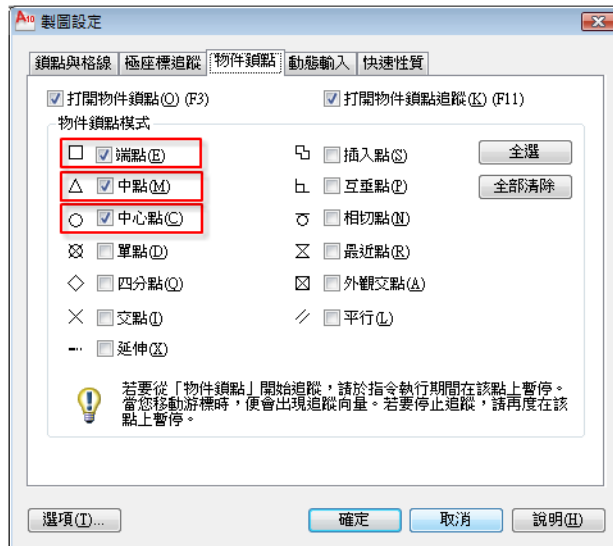 A10 製圖設定
鎖點與格線 極座標追蹤 物件鎖點 動態輸入 快速性質
打開物件鎖點(O) (F3) 打開物件鎖點追蹤(K) (F11)
物件鎖點模式
端點(E) 插入點(S) 全選
中點(M) 互垂點(P) 全部清除
中心點(C) 相切點(N)
單點(D) 最近點(R)
四分點(Q) 外觀交點(A)
交點(I) 平行(L)
延伸(X)
若要從「物件鎖點」開始追蹤,請於指令執行期間在該點上暫停。
當您移動游標時,便會出現追蹤向量。若要停止追蹤,請再度在該
點上暫停。
選項(T)... 確定 取消 說明(H)